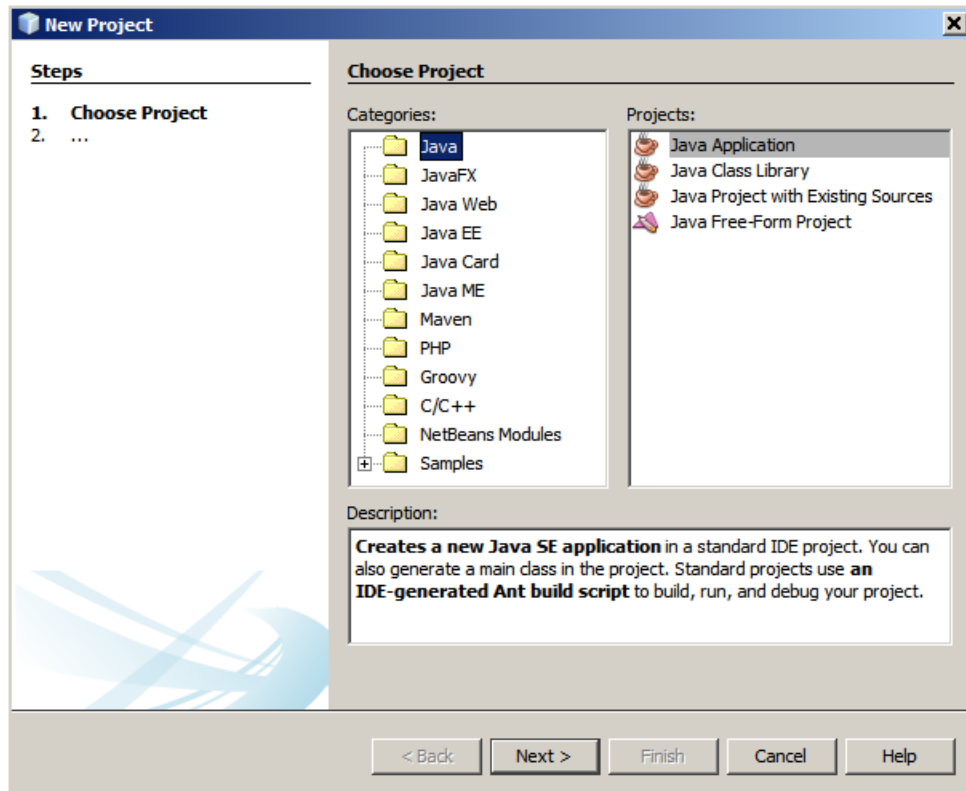 New Project
Steps
1. Choose Project
2. ...
Choose Project
Categories:
Java
JavaFX
Java Web
Java EE
Java Card
Java ME
Maven
PHP
Groovy
C/C++
NetBeans Modules
Samples
Projects:
Java Application
Java Class Library
Java Project with Existing Sources
Java Free-Form Project
Description:
Creates a new Java SE application in a standard IDE project. You can
also generate a main class in the project. Standard projects use an
IDE-generated Ant build script to build, run, and debug your project.
< Back
Next >
Finish
Cancel
Help